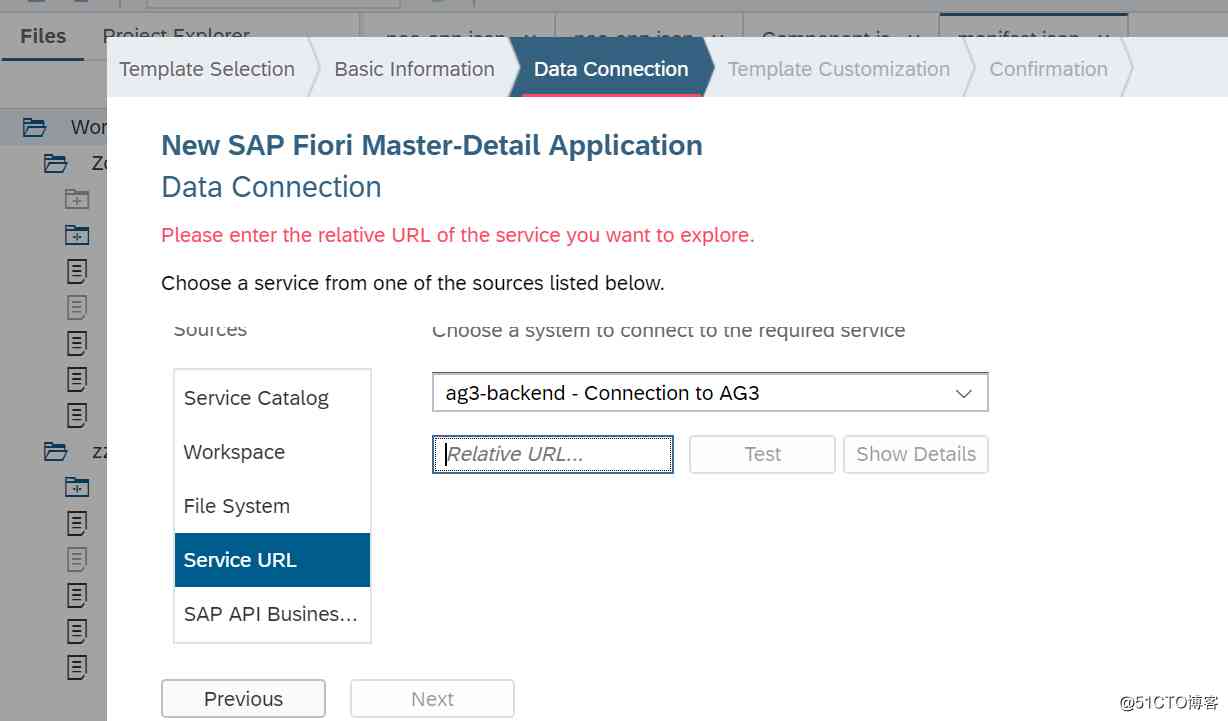 Files Project Explorer
Template Selection Basic Information Data Connection Template Customization Confirmation
Wor
New SAP Fiori Master-Detail Application
Zo
Data Connection
Please enter the relative URL of the service you want to explore.
Choose a service from one of the sources listed below.
Sources Choose a system to connect to the required service
Service Catalog ag3-backend - Connection to AG3
Workspace Relative URL... Test Show Details
zz
File System
Service URL
SAP API Busines...
Previous Next
@51CTO博客